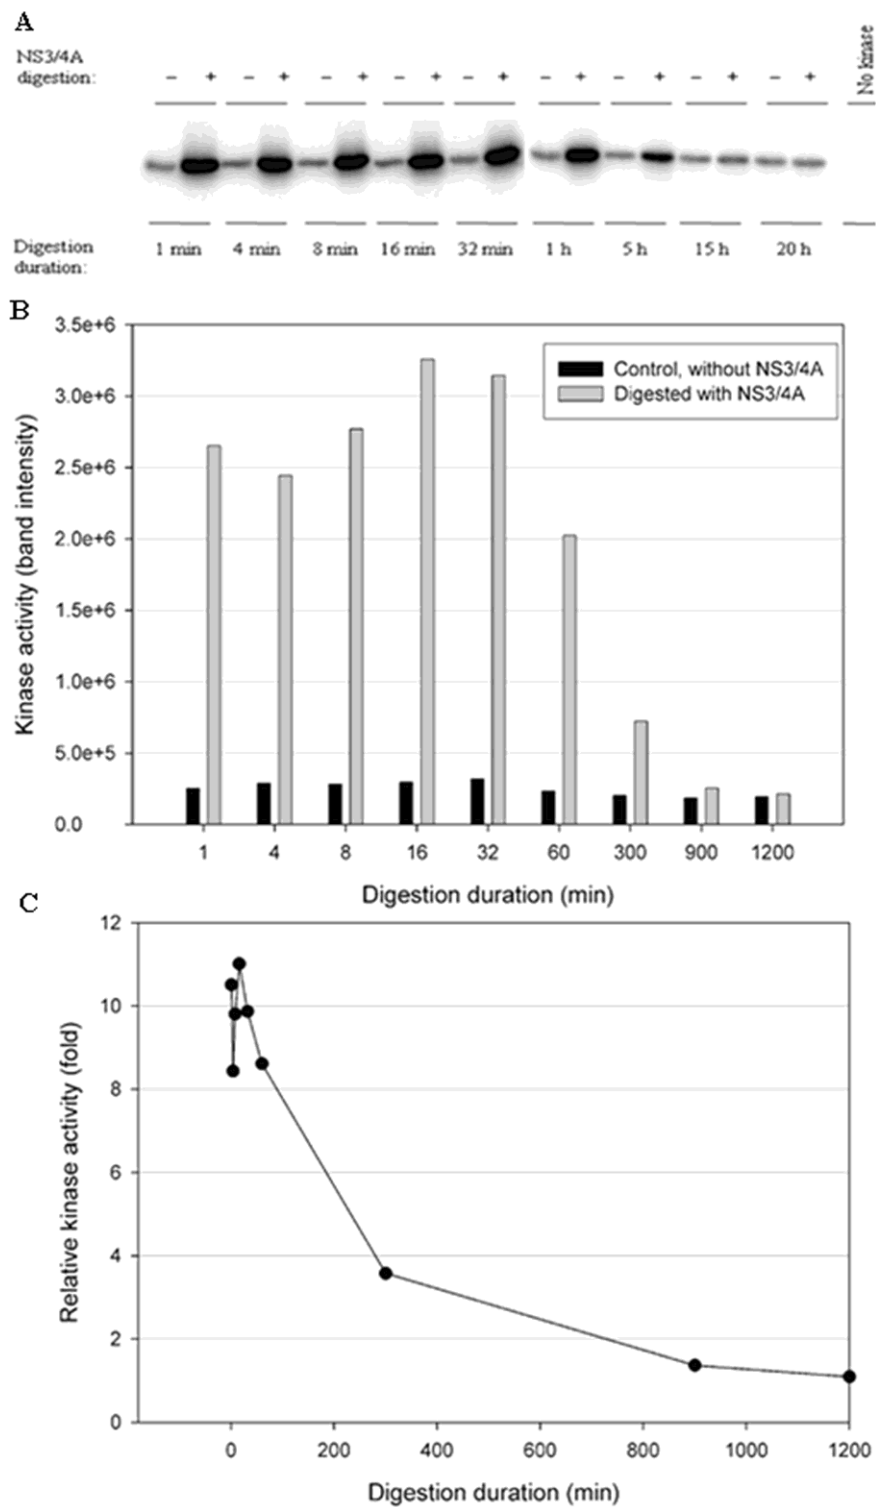 A
NS3/4A
digestion:
– + – + – + – + – + – + – + – + – +
No kinase
Digestion
duration:
1 min 4 min 8 min 16 min 32 min 1 h 5 h 15 h 20 h
B
3.5e+6
3.0e+6
2.5e+6
2.0e+6
1.5e+6
1.0e+6
5.0e+5
0.0
Kinase activity (band intensity)
Control, without NS3/4A
Digested with NS3/4A
1 4 8 16 32 60 300 900 1200
Digestion duration (min)
C
12
10
8
6
4
2
0
Relative kinase activity (fold)
0 200 400 600 800 1000 1200
Digestion duration (min)